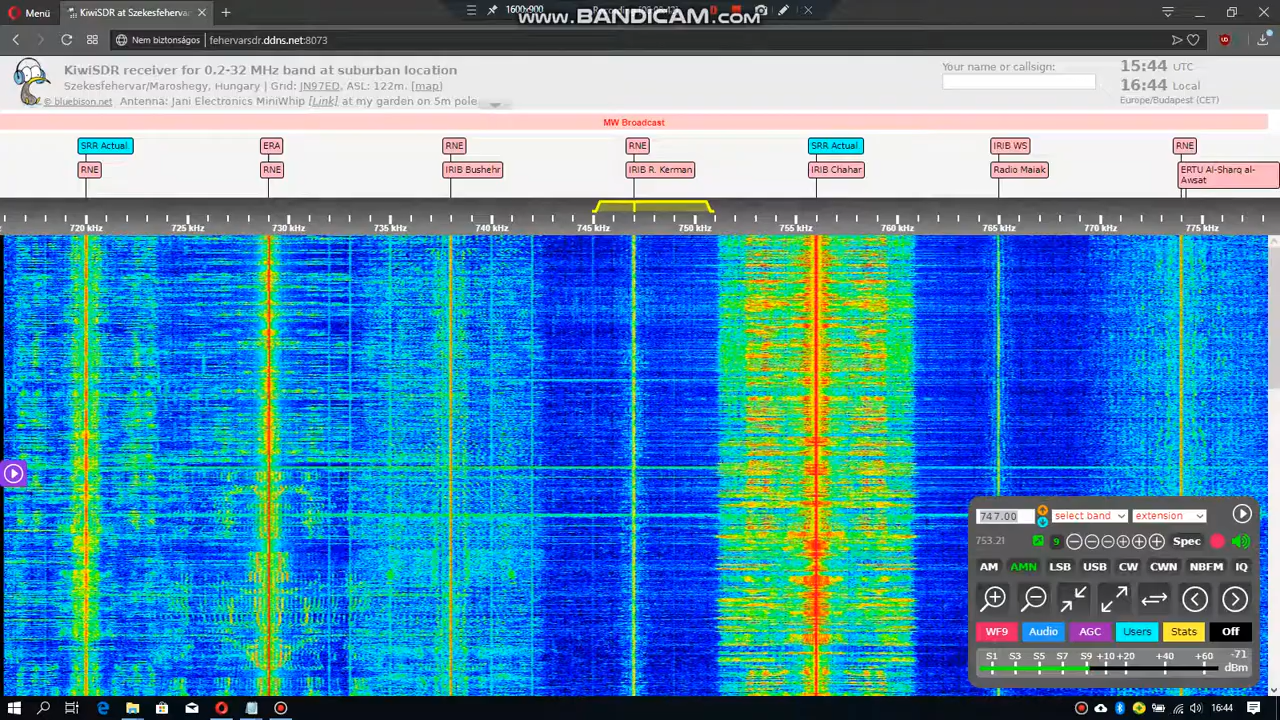 Menü
KiwiSDR at Szekesfehervar
1600x900
www.BANDICAM.com
Nem biztonságos
fehervarsdr.ddns.net:8073
KiwiSDR receiver for 0.2-32 MHz band at suburban location
Szekesfehervar/Maroshegy, Hungary | Grid: JN97ED, ASL: 122m. [map]
© bluebison.net Antenna: Jani Electronics MiniWhip [Link] at my garden on 5m pole
Your name or callsign:
15:44 UTC
16:44 Local
Europe/Budapest (CET)
MW Broadcast
SRR Actual ERA RNE RNE SRR Actual IRIB WS RNE
RNE RNE IRIB Bushehr IRIB R. Kerman IRIB Chahar Radio Maiak ERTU Al-Sharq al-
Awsat
720 kHz 725 kHz 730 kHz 735 kHz 740 kHz 745 kHz 750 kHz 755 kHz 760 kHz 765 kHz 770 kHz 775 kHz
747.00 select band extension
753.21 9 Spec
AM AMN LSB USB CW CWN NBFM IQ
WF9 Audio AGC Users Stats Off
S1 S3 S5 S7 S9 +10 +20 +40 +60 -71
dBm
16:44